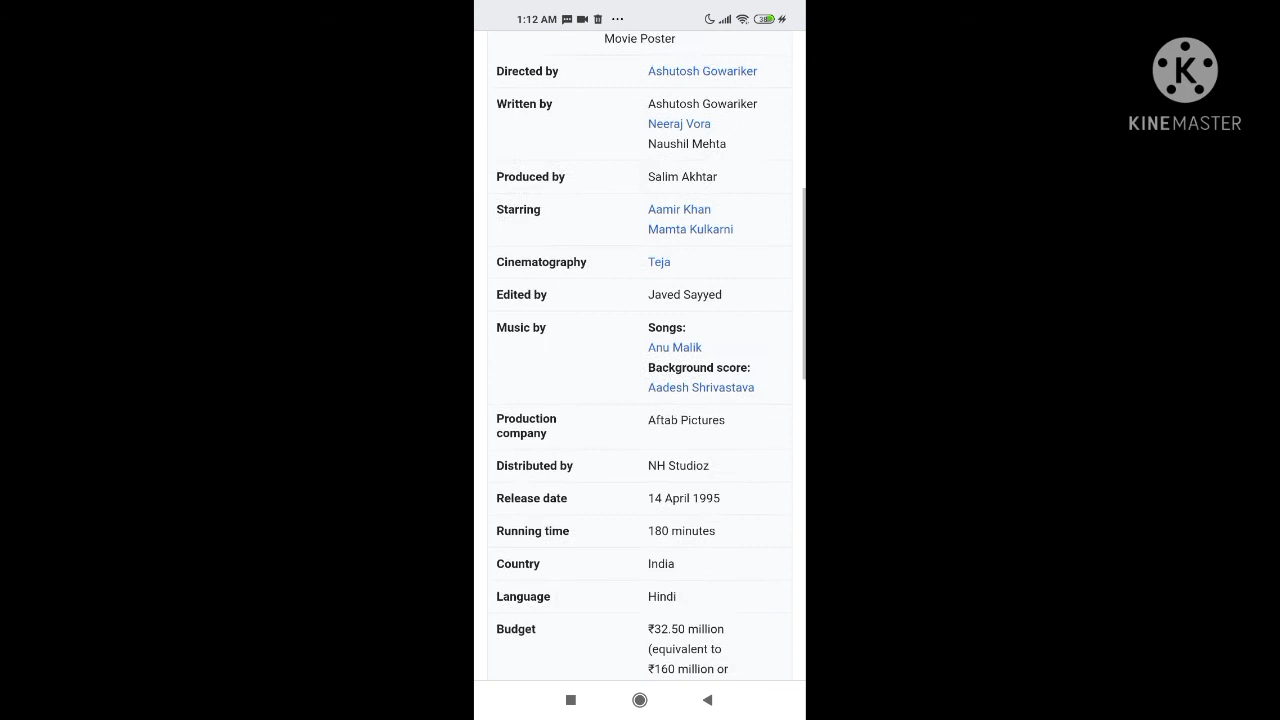 1:12 AM
38
Movie Poster
Directed by
Ashutosh Gowariker
Written by
Ashutosh Gowariker
Neeraj Vora
Naushil Mehta
Produced by
Salim Akhtar
Starring
Aamir Khan
Mamta Kulkarni
Cinematography
Teja
Edited by
Javed Sayyed
Music by
Songs:
Anu Malik
Background score:
Aadesh Shrivastava
Production
company
Aftab Pictures
Distributed by
NH Studioz
Release date
14 April 1995
Running time
180 minutes
Country
India
Language
Hindi
Budget
₹32.50 million
(equivalent to
₹160 million or
K
KINEMASTER